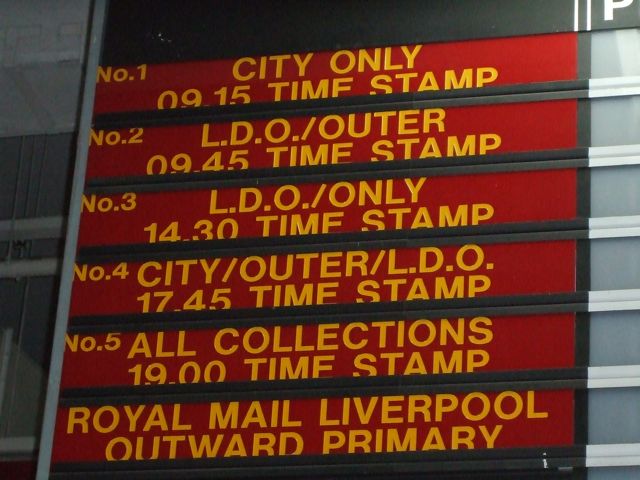 P
No.1 CITY ONLY
09.15 TIME STAMP
No.2 L.D.O./OUTER
09.45 TIME STAMP
No.3 L.D.O./ONLY
14.30 TIME STAMP
No.4 CITY/OUTER/L.D.O.
17.45 TIME STAMP
No.5 ALL COLLECTIONS
19.00 TIME STAMP
ROYAL MAIL LIVERPOOL
OUTWARD PRIMARY